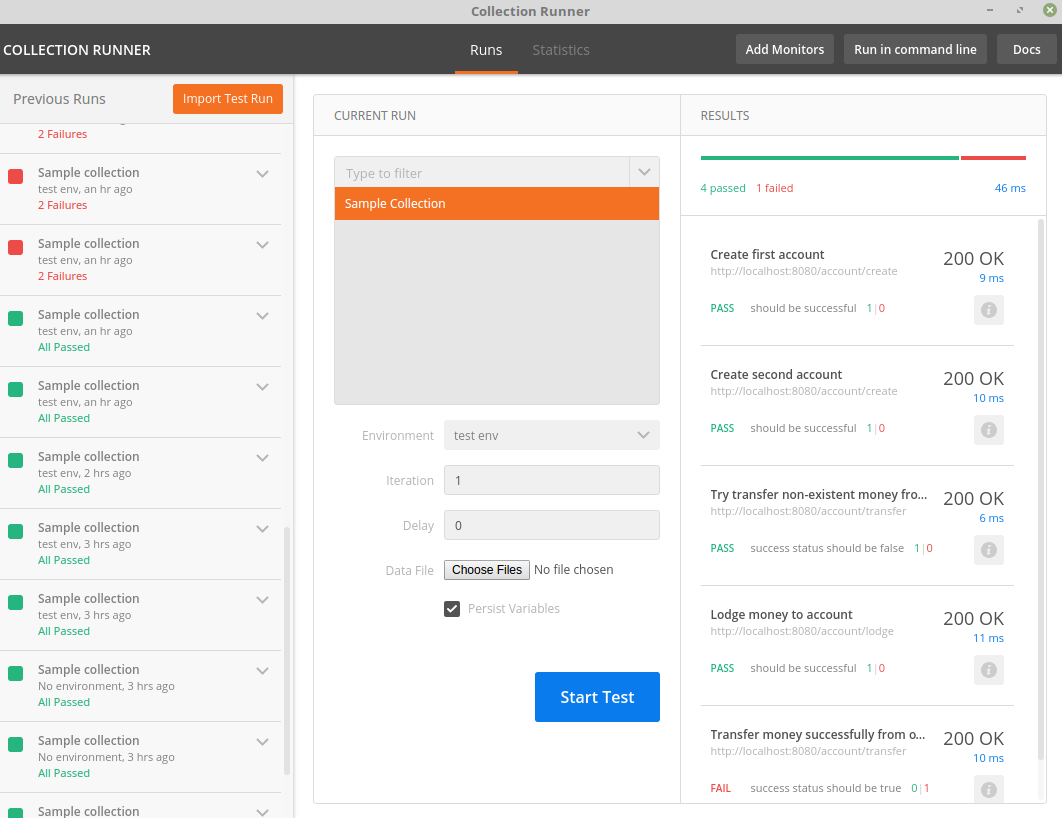 Collection Runner
COLLECTION RUNNER
Runs
Statistics
Add Monitors
Run in command line
Docs
Previous Runs
Import Test Run
2 Failures
Sample collection
test env, an hr ago
2 Failures
Sample collection
test env, an hr ago
2 Failures
Sample collection
test env, an hr ago
All Passed
Sample collection
test env, an hr ago
All Passed
Sample collection
test env, 2 hrs ago
All Passed
Sample collection
test env, 3 hrs ago
All Passed
Sample collection
test env, 3 hrs ago
All Passed
Sample collection
No environment, 3 hrs ago
All Passed
Sample collection
No environment, 3 hrs ago
All Passed
Sample collection
CURRENT RUN
Type to filter
Sample Collection
Environment test env
Iteration 1
Delay 0
Data File Choose Files No file chosen
Persist Variables
Start Test
RESULTS
4 passed 1 failed 46 ms
Create first account 200 OK
http://localhost:8080/account/create 9 ms
PASS should be successful 1|0
Create second account 200 OK
http://localhost:8080/account/create 10 ms
PASS should be successful 1|0
Try transfer non-existent money fro... 200 OK
http://localhost:8080/account/transfer 6 ms
PASS success status should be false 1|0
Lodge money to account 200 OK
http://localhost:8080/account/lodge 11 ms
PASS should be successful 1|0
Transfer money successfully from o... 200 OK
http://localhost:8080/account/transfer 10 ms
FAIL success status should be true 0|1